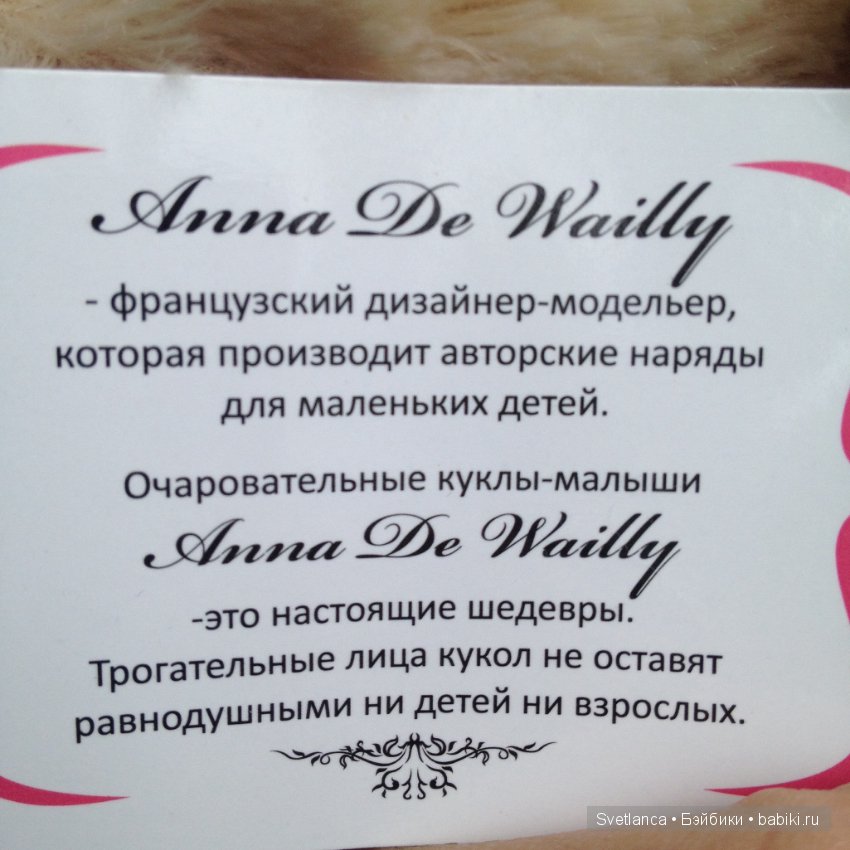 Anna De Wailly
- французский дизайнер-модельер,
которая производит авторские наряды
для маленьких детей.
Очаровательные куклы-малыши
Anna De Wailly
-это настоящие шедевры.
Трогательные лица кукол не оставят
равнодушными ни детей ни взрослых.
Svetlanca • Бэйбики • babiki.ru